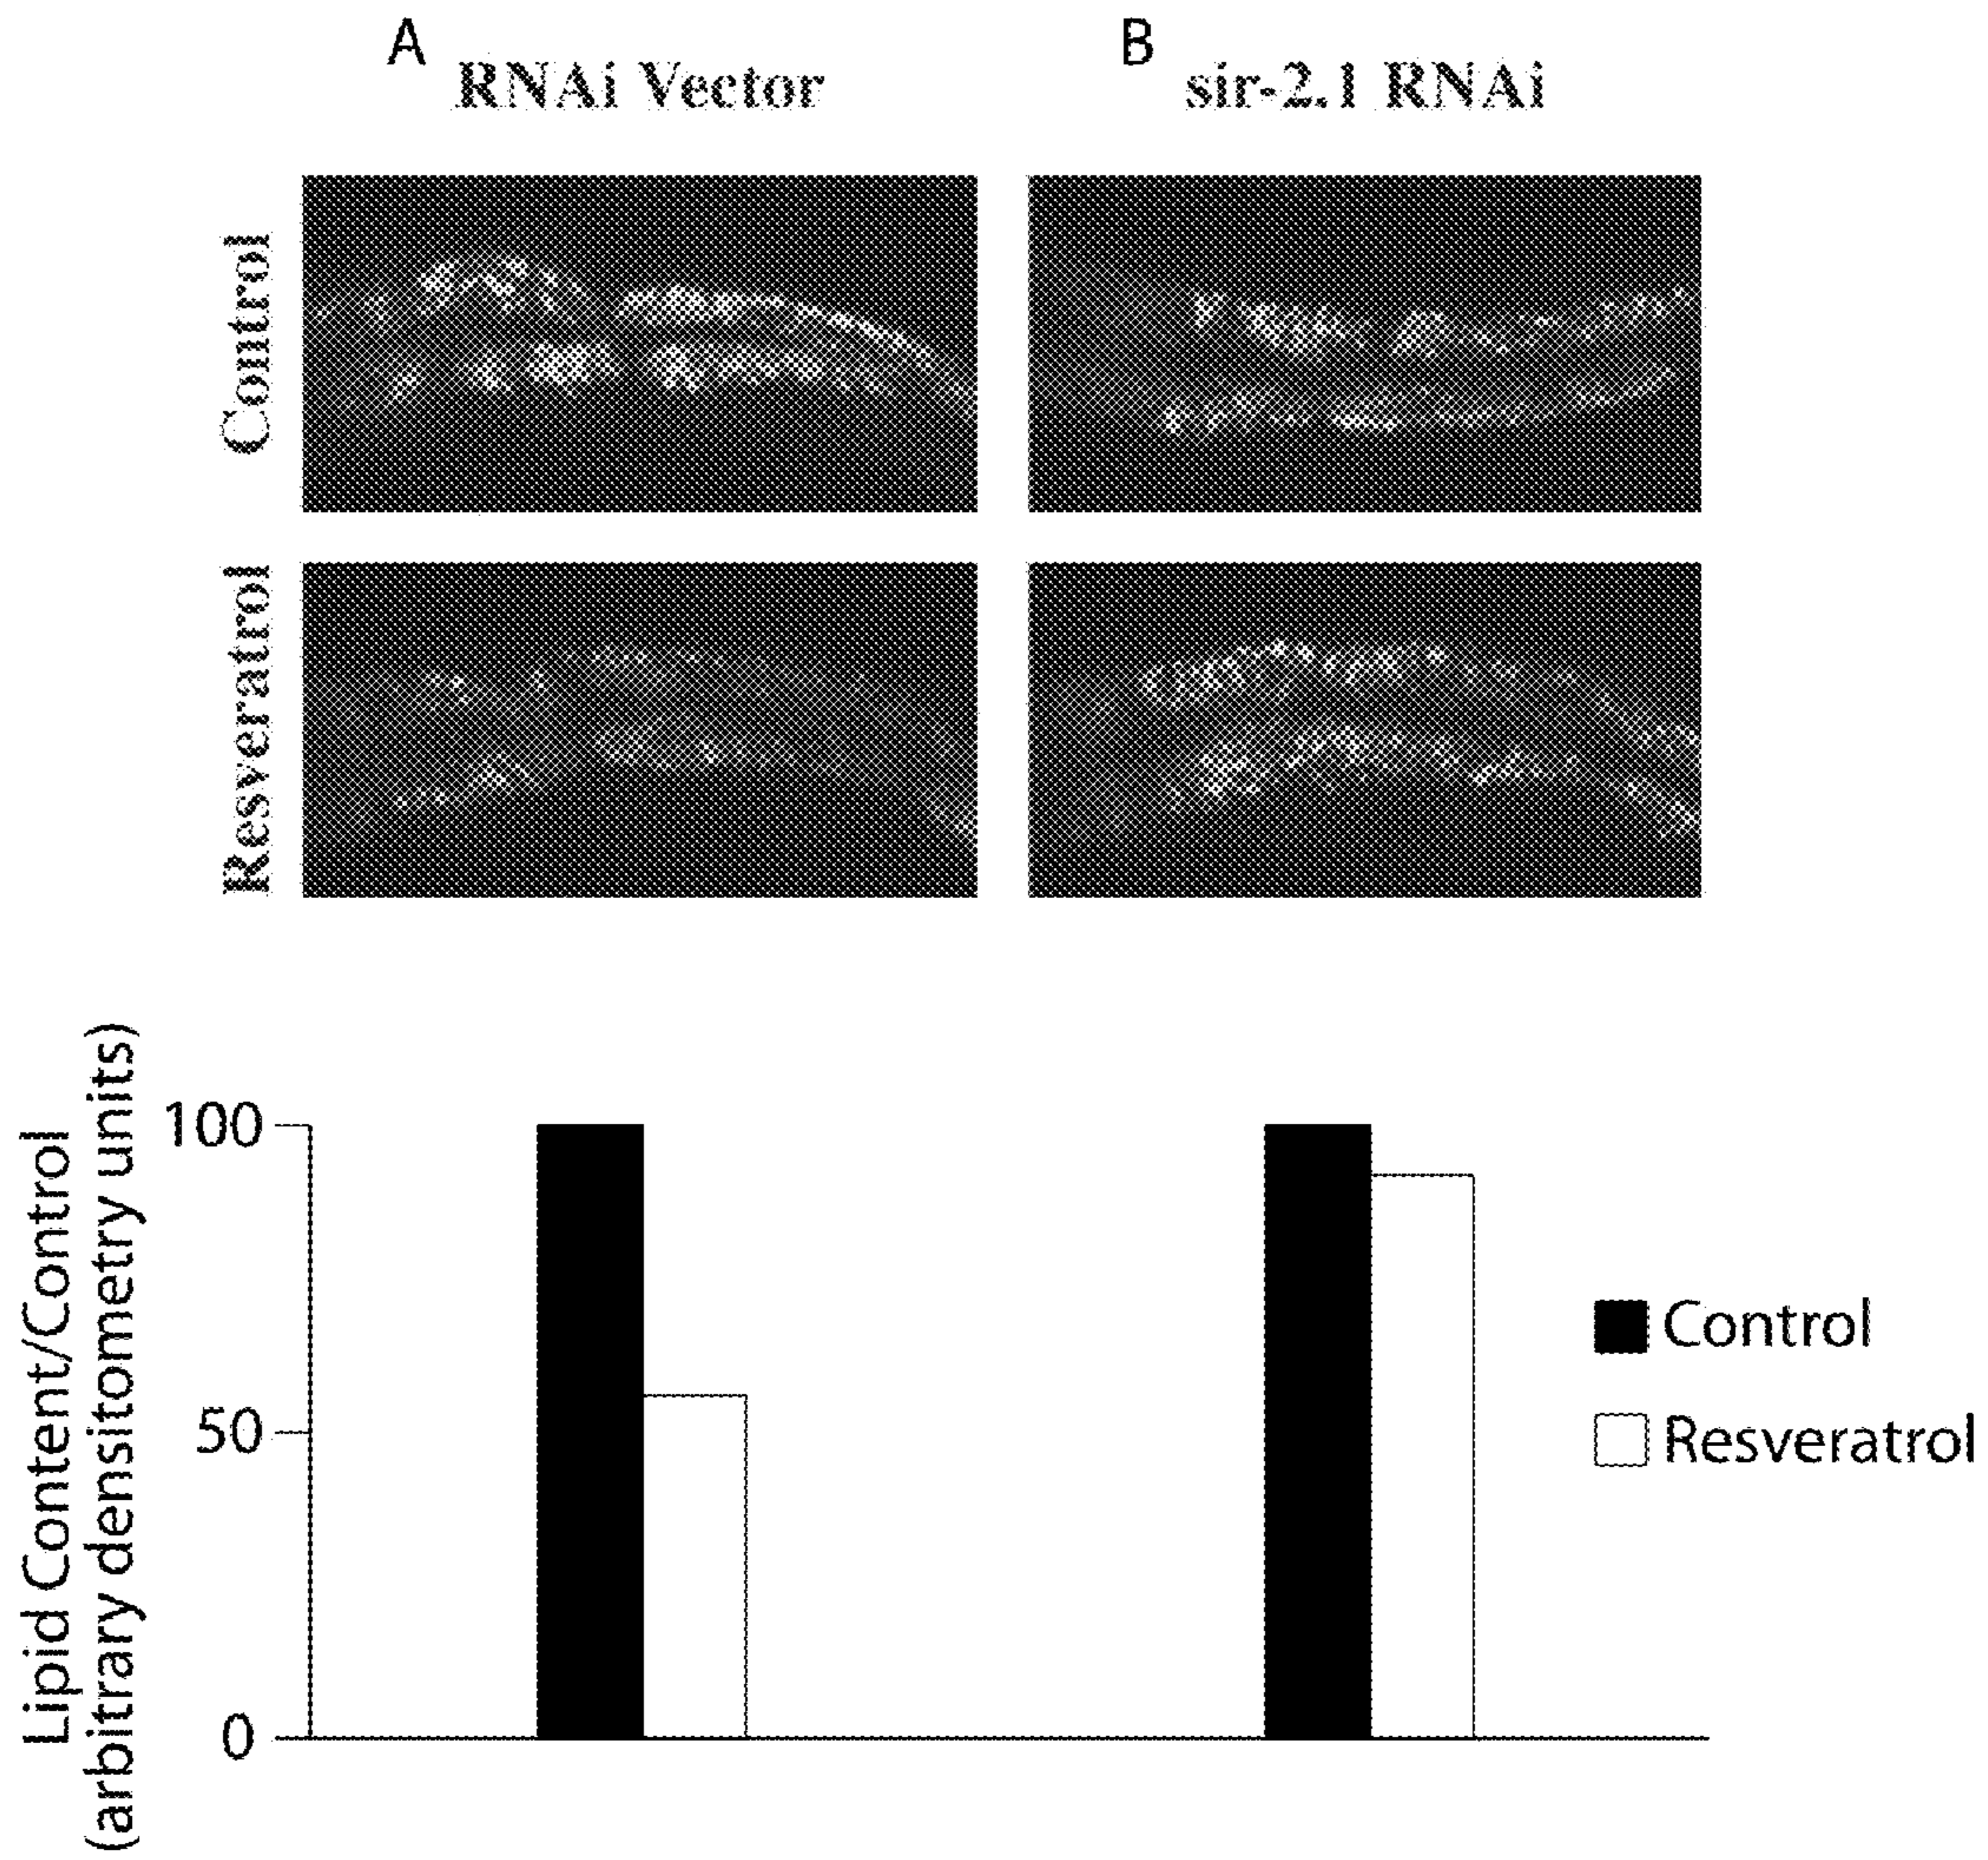 A
RNAi Vector
B
sir-2.1 RNAi
Control
Resveratrol
Lipid Content/Control
(arbitrary densitometry units)
100
50
0
Control
Resveratrol